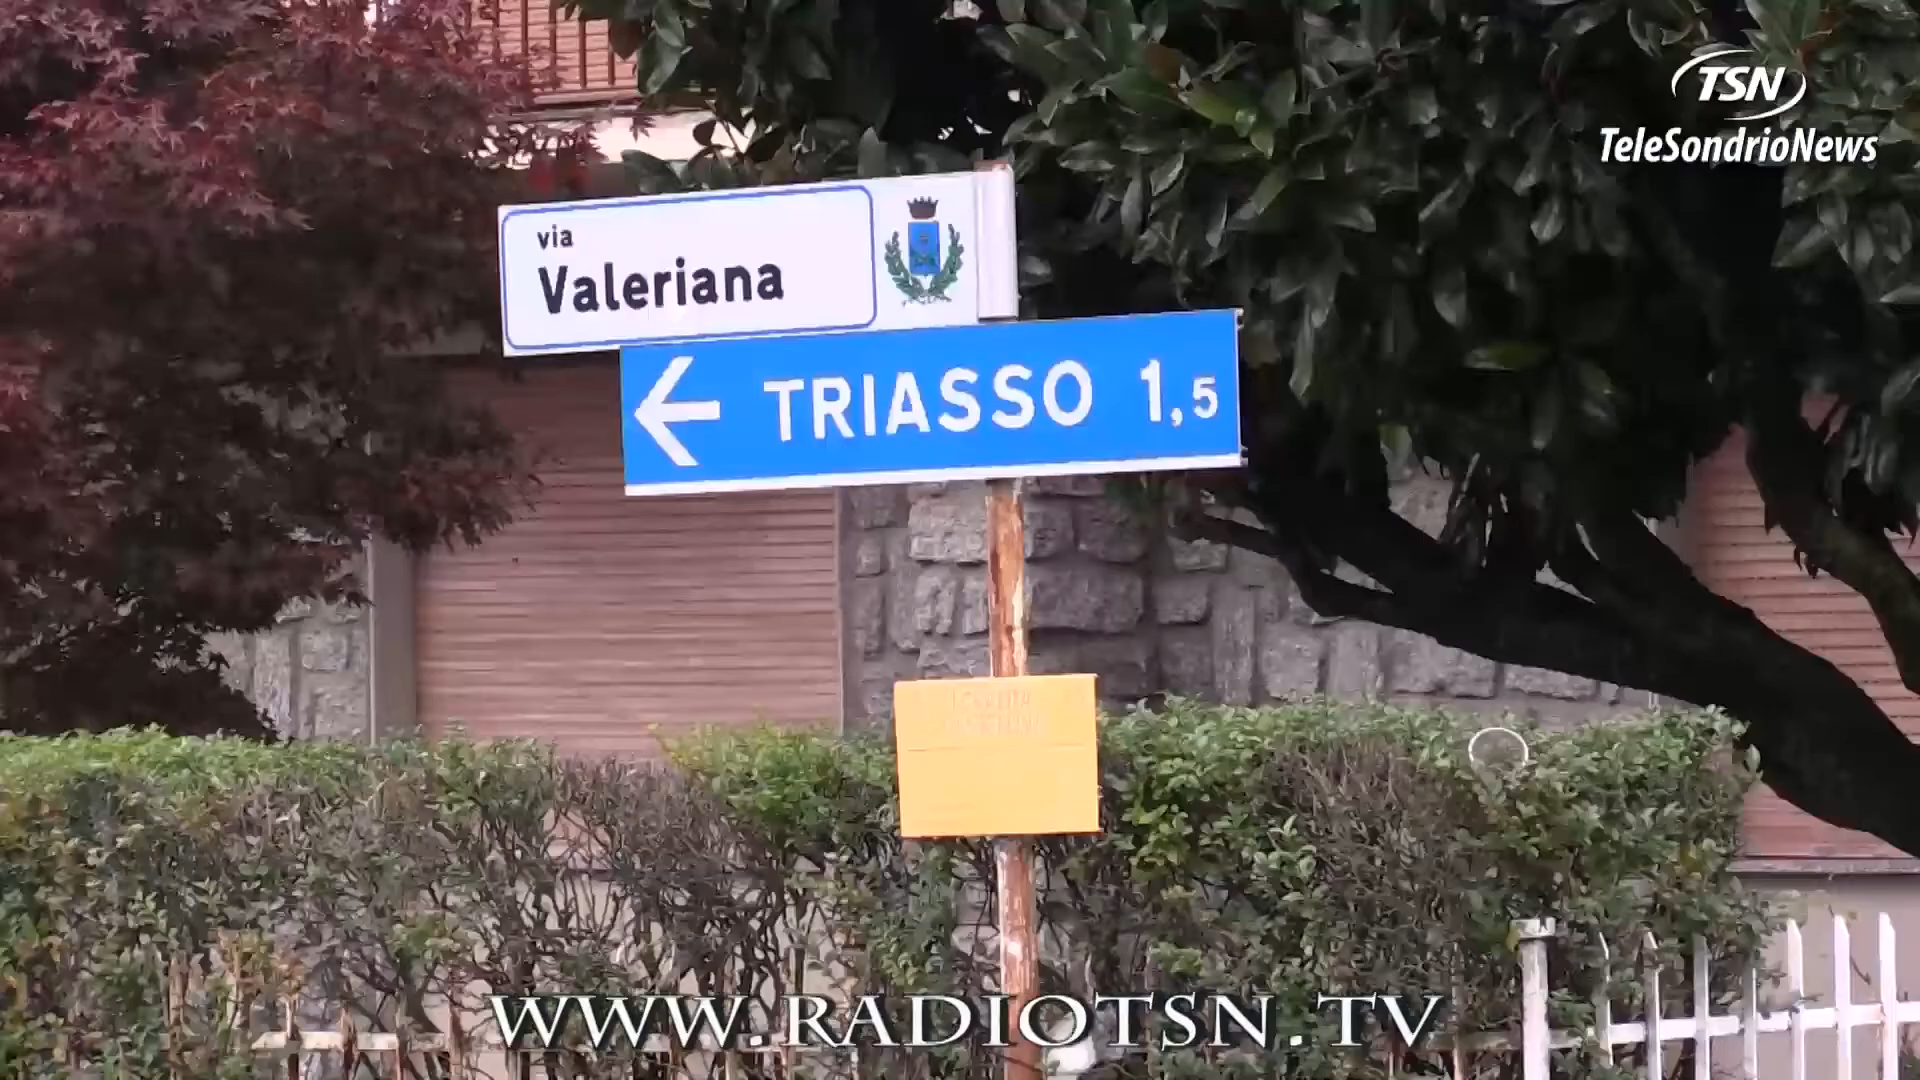 TSN
TeleSondrioNews
via
Valeriana
TRIASSO 1,5
WWW.RADIOTSN.TV